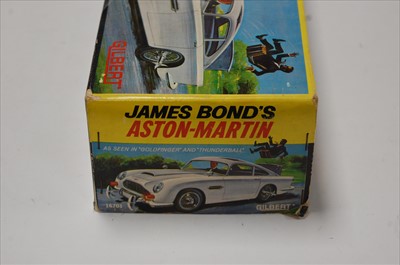 GILBERT
JAMES BOND'S
ASTON-MARTIN
AS SEEN IN "GOLDFINGER" AND "THUNDERBALL"
GILBERT